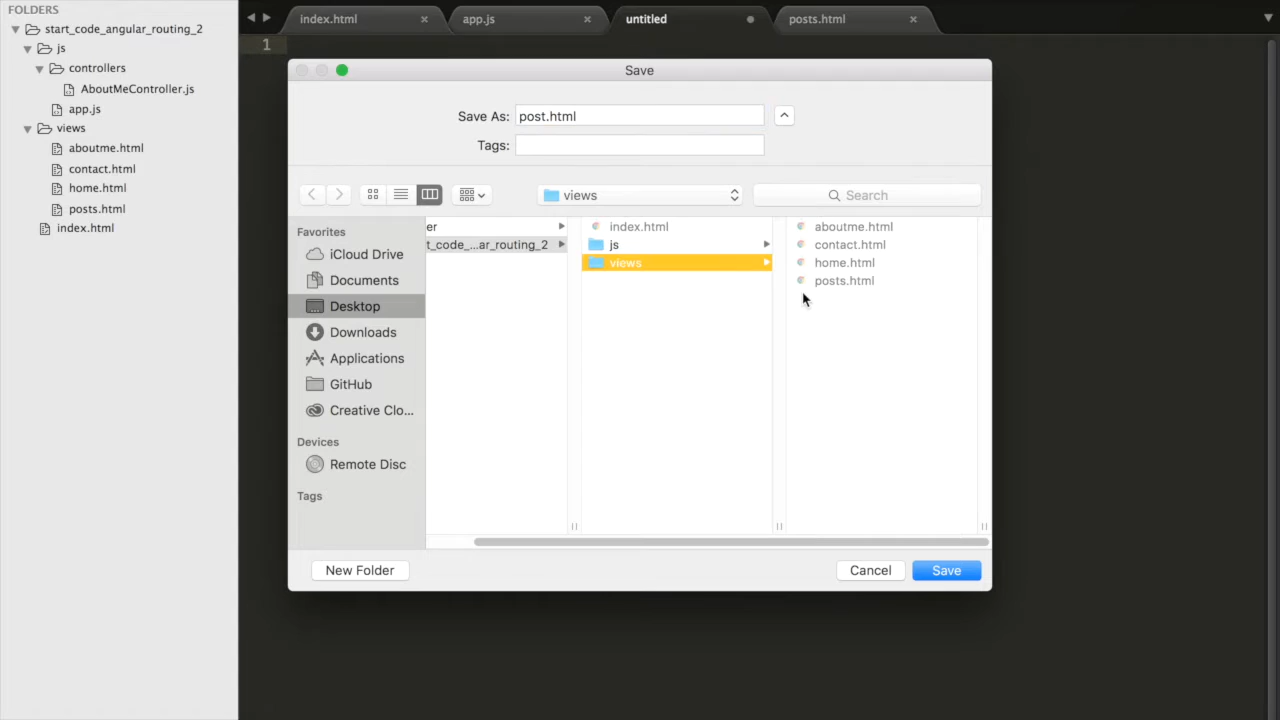 FOLDERS
start_code_angular_routing_2
js
controllers
AboutMeController.js
app.js
views
aboutme.html
contact.html
home.html
posts.html
index.html
index.html
app.js
untitled
posts.html
1
Save
Save As: post.html
Tags:
views
Search
Favorites
iCloud Drive
Documents
Desktop
Downloads
Applications
GitHub
Creative Clo...
Devices
Remote Disc
Tags
er
t_code_...ar_routing_2
index.html
js
views
aboutme.html
contact.html
home.html
posts.html
New Folder
Cancel
Save